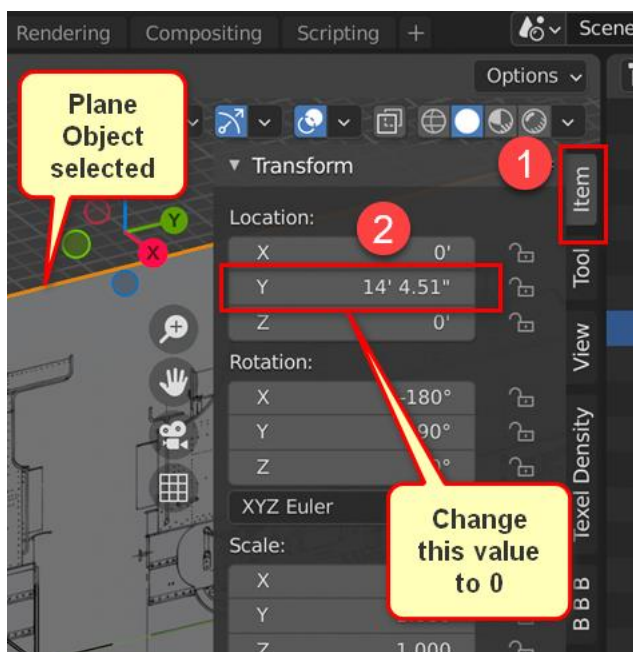 Rendering Compositing Scripting + Scene
Options
Plane
Object
selected
Transform
1
Item
Location:
2
X 0'
Y 14' 4.51"
Z 0'
Tool
View
Rotation:
X -180°
Y 90°
Z
XYZ Euler
Texel Density
Change
this value
to 0
Scale:
X
Y
Z 1.000
B B B
Y
X